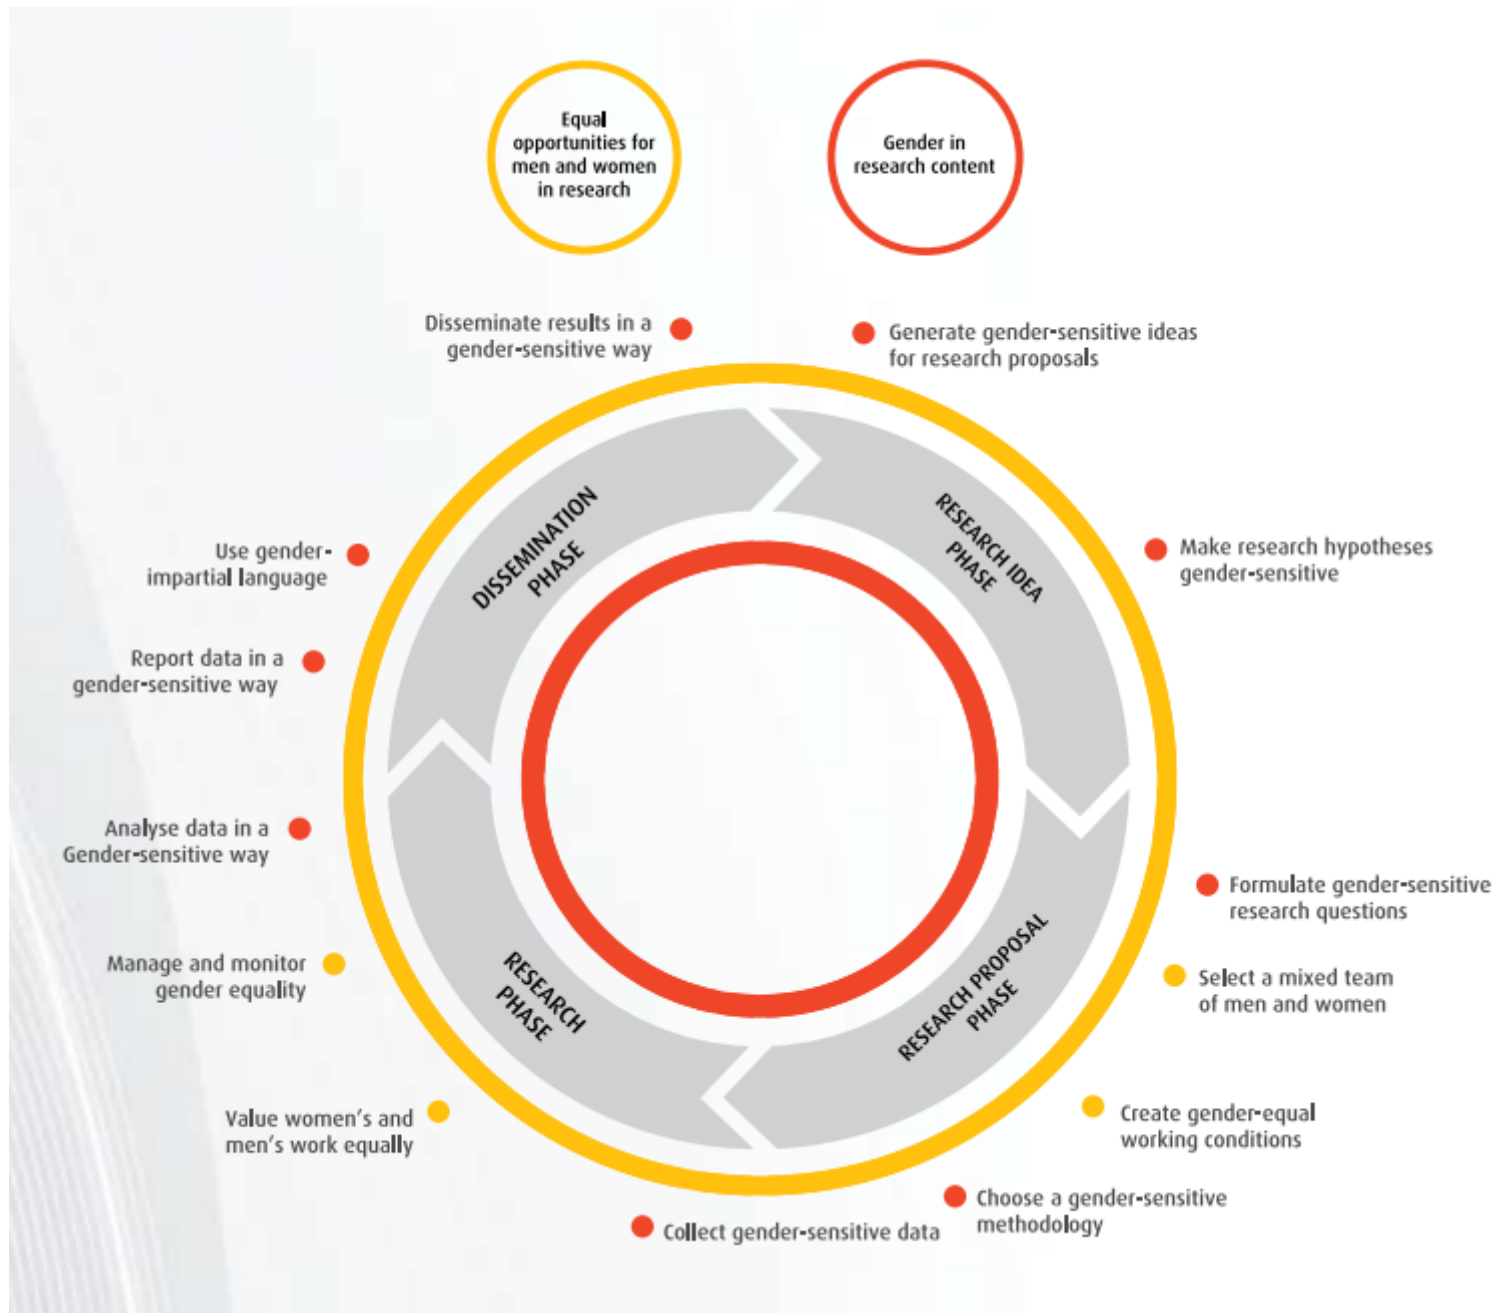 Equal
opportunities for
men and women
in research
Gender in
research content
Disseminate results in a
gender-sensitive way
Generate gender-sensitive ideas
for research proposals
DISSEMINATION
PHASE
RESEARCH IDEA
PHASE
Use gender-
impartial language
Make research hypotheses
gender-sensitive
Report data in a
gender-sensitive way
Analyse data in a
Gender-sensitive way
Formulate gender-sensitive
research questions
Manage and monitor
gender equality
Select a mixed team
of men and women
RESEARCH
PHASE
RESEARCH PROPOSAL
PHASE
Value women's and
men's work equally
Create gender-equal
working conditions
Choose a gender-sensitive
methodology
Collect gender-sensitive data